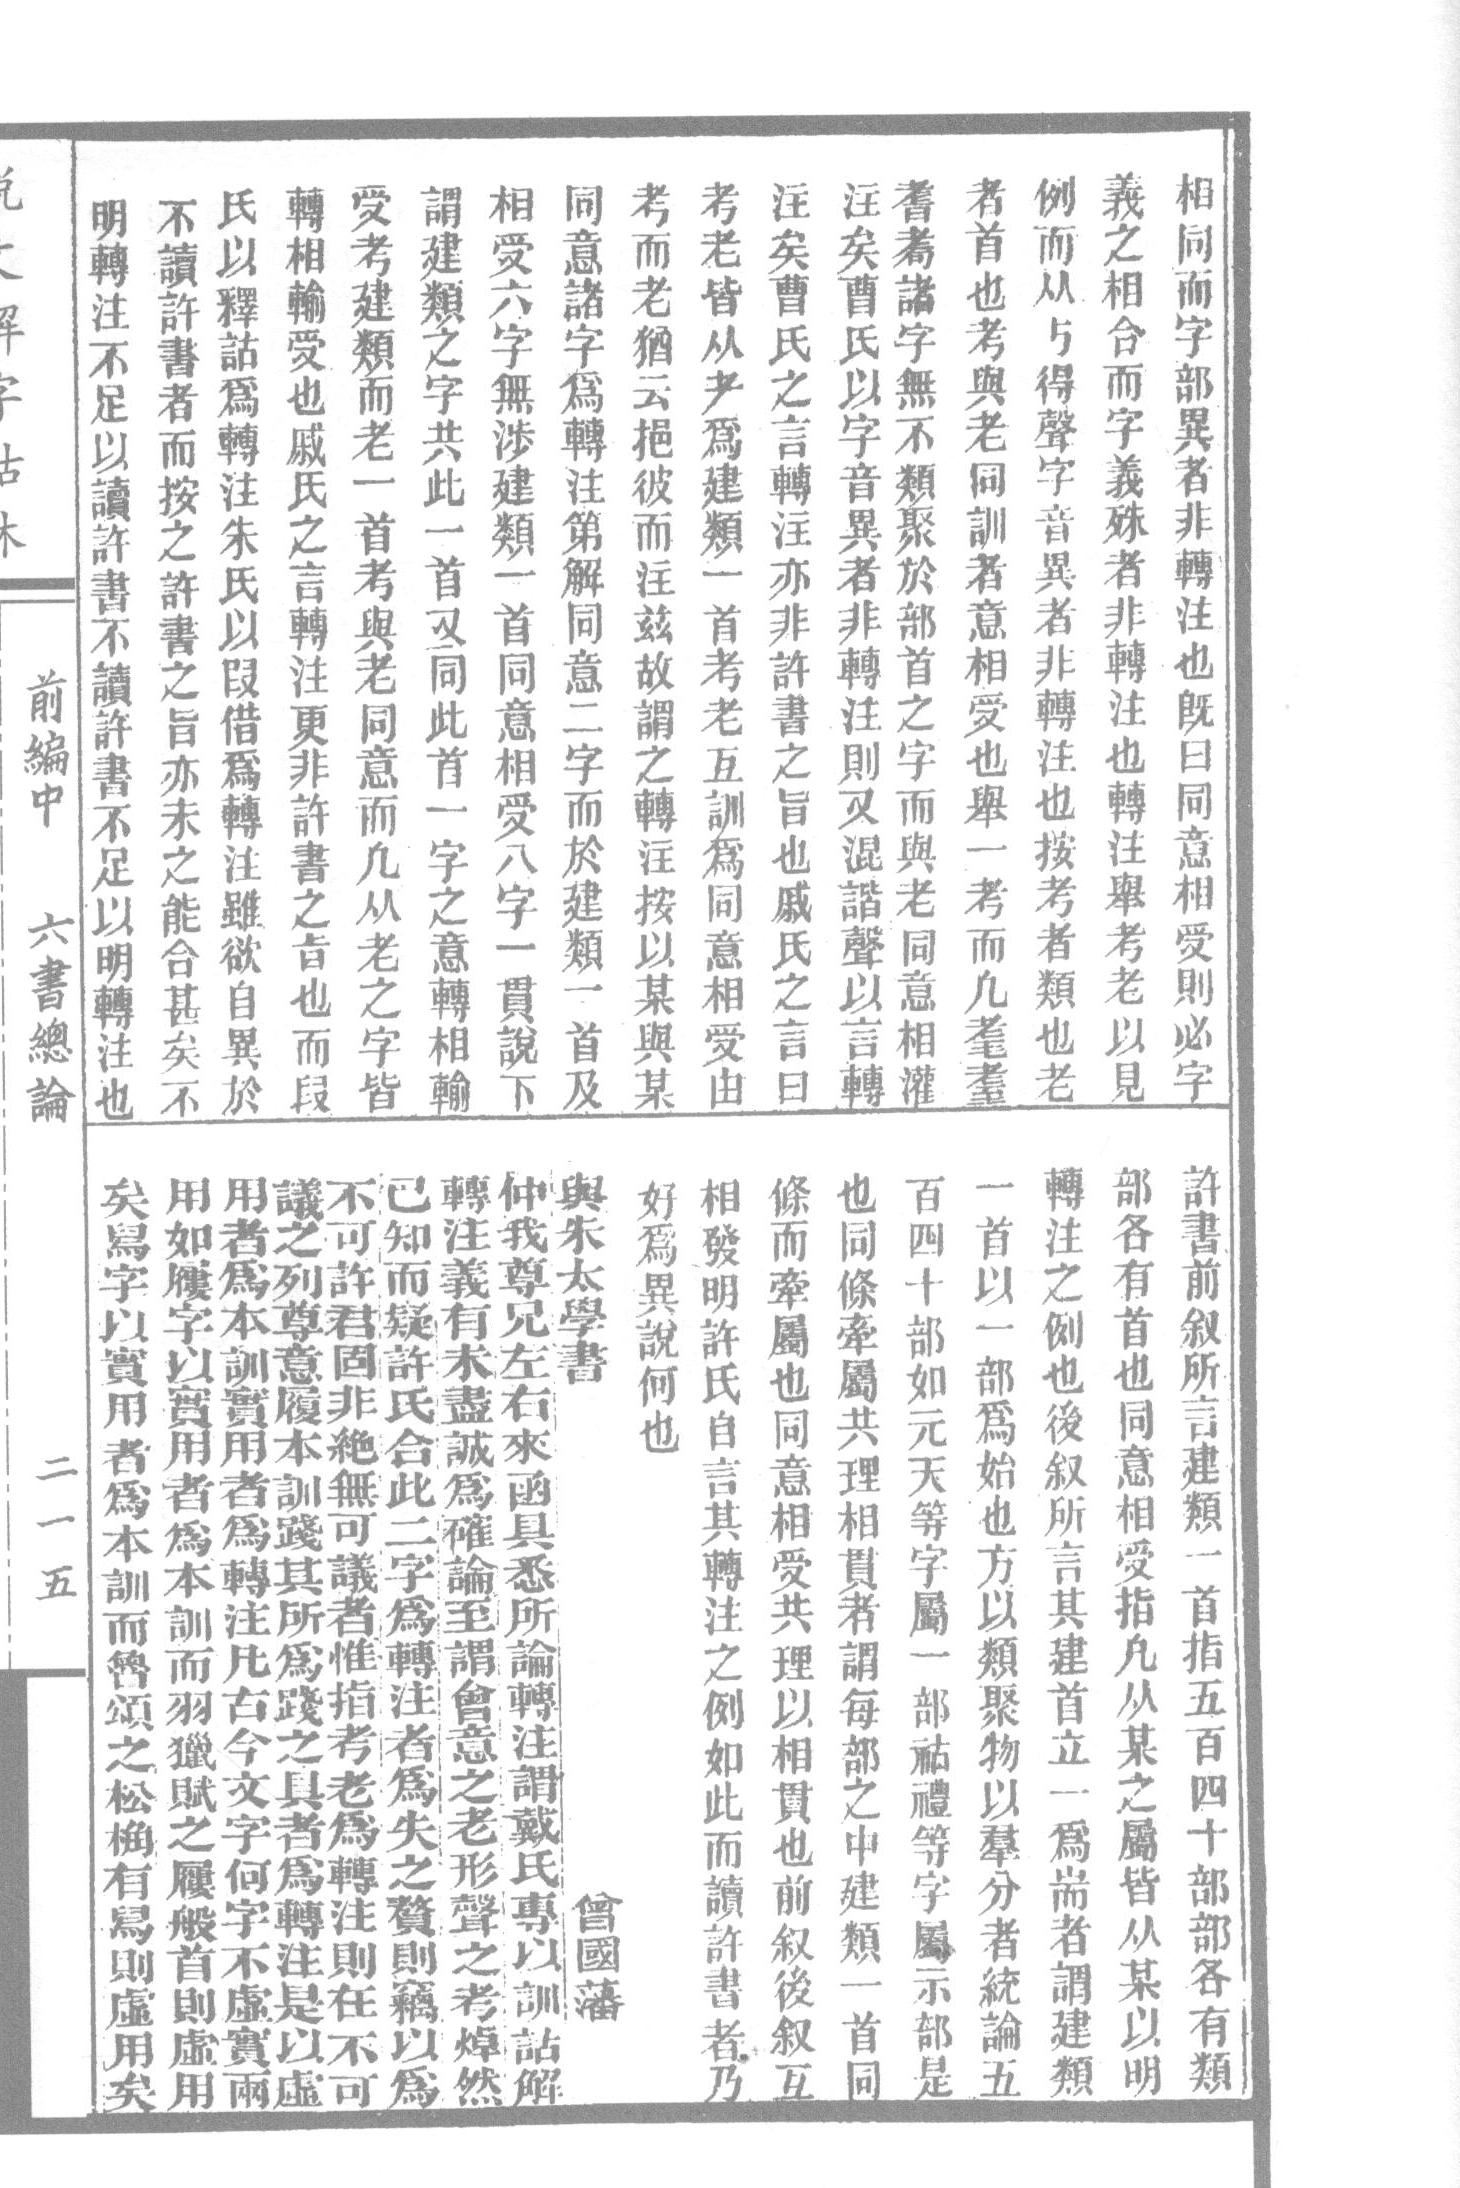 相同而字部異者非轉注也既曰同意相受則必字
義之相合而字義殊者非轉注也轉注舉考老以見
例而从丂得聲字音異者非轉注也按考者類也老
者首也考與老同訓者意相受也舉一考而凡耄耋
耆耇諸字無不類聚於部首之字而與老同意相灌
注矣曹氏以字音異者非轉注則又混諧聲以言轉
注矣曹氏之言轉注亦非許書之旨也戚氏之言曰
考老皆从耂爲建類一首考老互訓爲同意相受由
考而老猶云挹彼而注茲故謂之轉注按以某與某
同意諸字爲轉注第解同意二字而於建類一首及
相受六字無涉建類一首同意相受八字一貫說下
謂建類之字共此一首又同此首一字之意轉相輸
受考建類而老一首考與老同意而凡从老之字皆
轉相輸受也戚氏之言轉注更非許書之旨也而段
氏以釋詁爲轉注朱氏以叚借爲轉注雖欲自異於
不讀許書者而按之許書之旨亦未之能合甚矣不
明轉注不足以讀許書不讀許書不足以明轉注也
許書前叙所言建類一首指五百四十部部各有類
部各有首也同意相受指凡从某之屬皆从某以明
轉注之例也後叙所言其建首立一爲耑者謂建類
一首以一部爲始也方以類聚物以羣分者統論五
百四十部如元天等字屬一部祜禮等字屬示部是
也同條牽屬共理相貫者謂每部之中建類一首同
條而牽屬也同意相受共理以相貫也前叙後叙互
相發明許氏自言其轉注之例如此而讀許書者乃
好爲異說何也
與朱太學書
曾國藩
仲我尊兄左右來函具悉所論轉注謂戴氏專以訓詁解
轉注義有未盡誠爲確論至謂會意之老形聲之考焯然
已知而疑許氏合此二字爲轉注者爲失之贅則竊以爲
不可許君固非絕無可議者惟指考老爲轉注則在不可
議之列尊意履本訓踐其所爲踐之具者爲轉注是以虛
用者爲本訓實用者爲轉注凡古今文字何字不虛實兩
用如屨字以實用者爲本訓而羽獵賦之屨般首則虛用
矣舄字以實用者爲本訓而魯頌之松桷有舄則虛用矣
前編中
六書總論
二一五